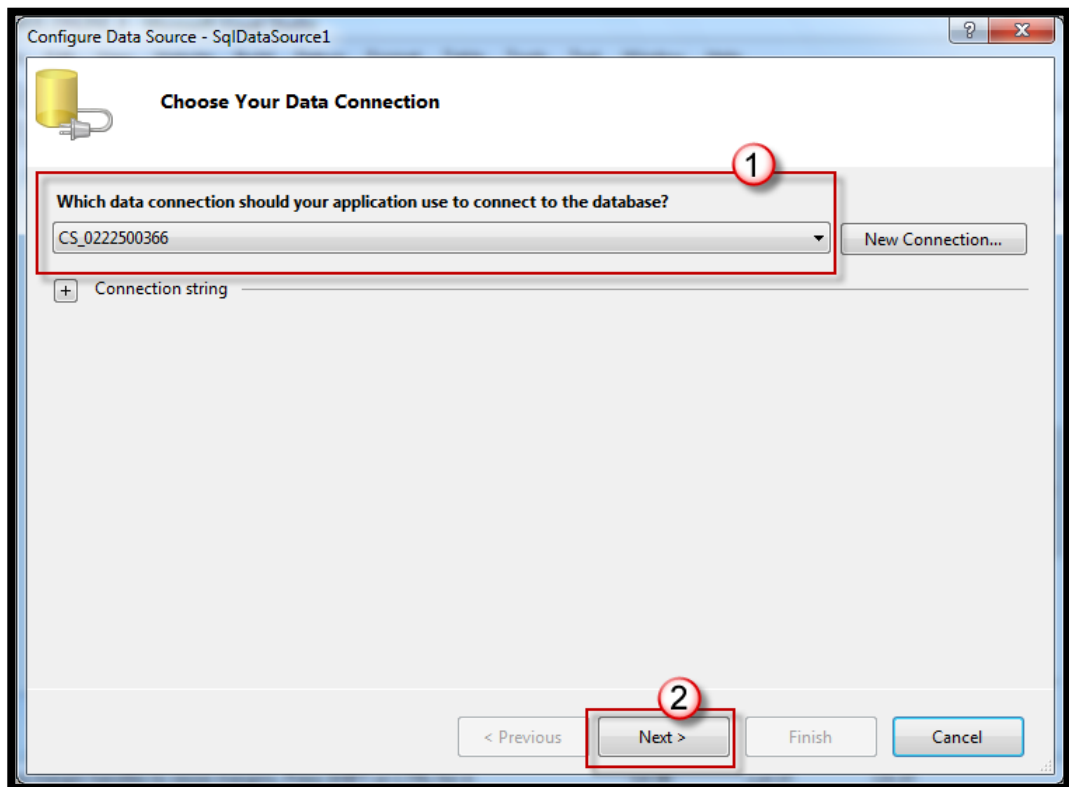 Configure Data Source - SqlDataSource1
?
x
Choose Your Data Connection
1
Which data connection should your application use to connect to the database?
CS_0222500366
New Connection...
+ Connection string
2
< Previous
Next >
Finish
Cancel